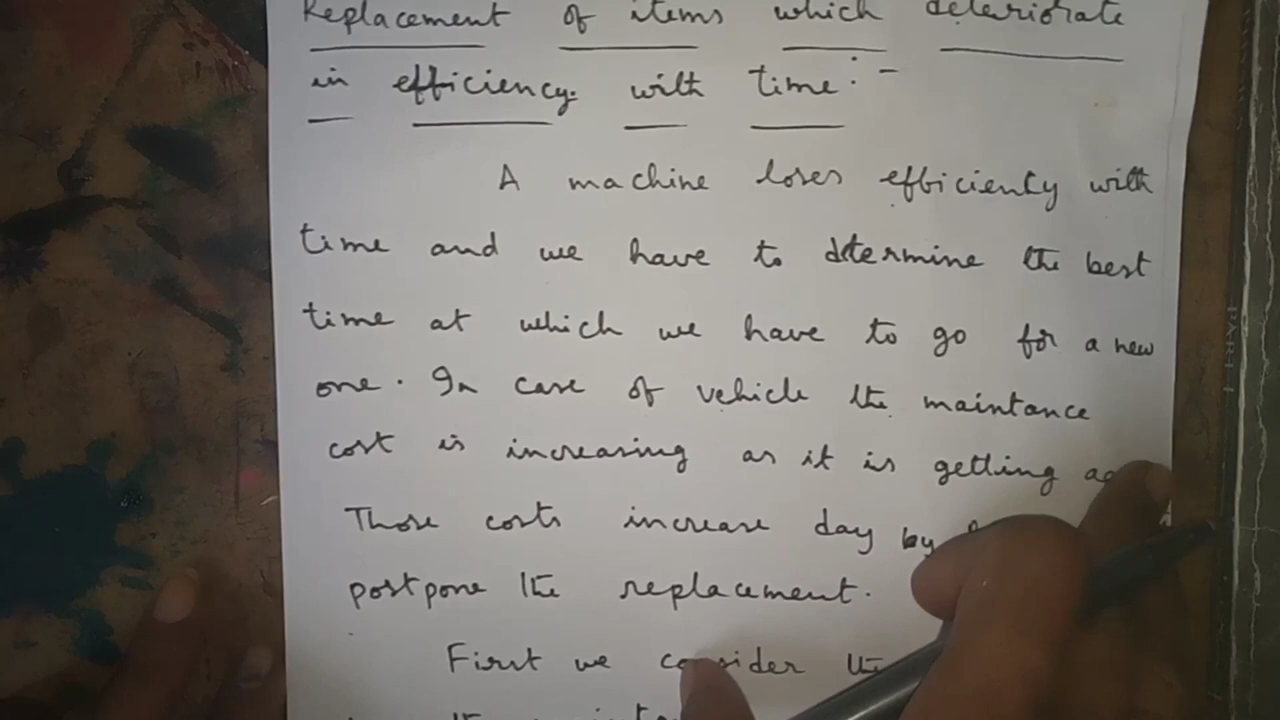 Replacement of items which deteriorate
in efficiency. with time :-
A machine loses efficiency with
time and we have to determine the best
time at which we have to go for a new
one. In case of vehicle the maintance
cost is increasing as it is getting
Those costs increase day by
postpone the replacement.
First we consider the